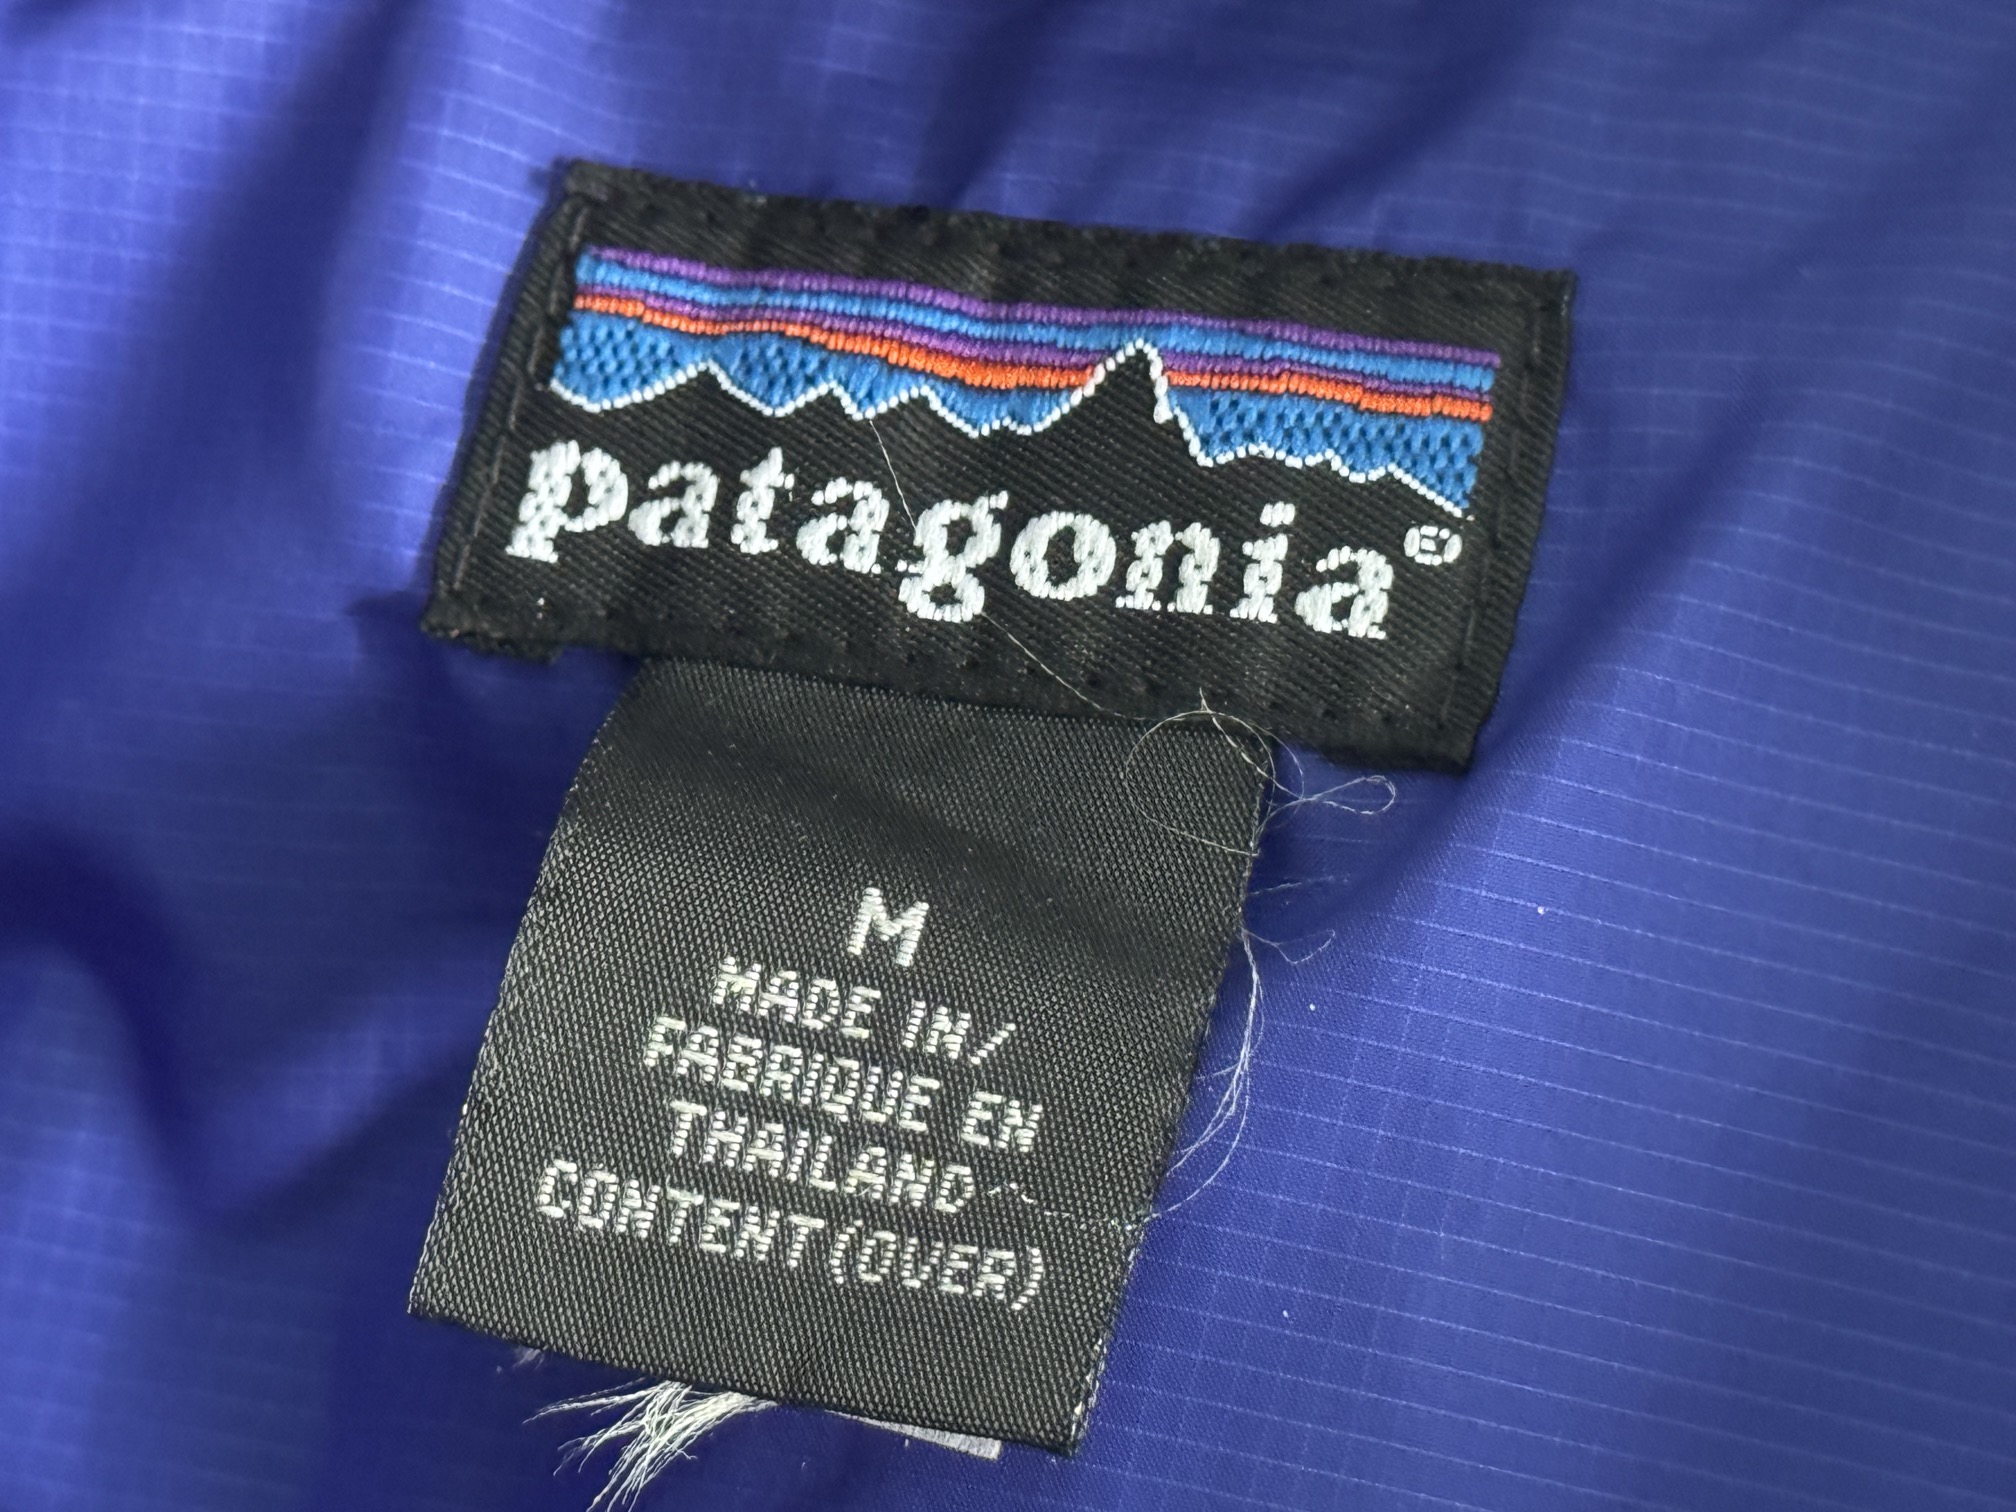 patagonia®
M
MADE IN/
FABRIQUE EN
THAILAND
CONTENT(OVER)